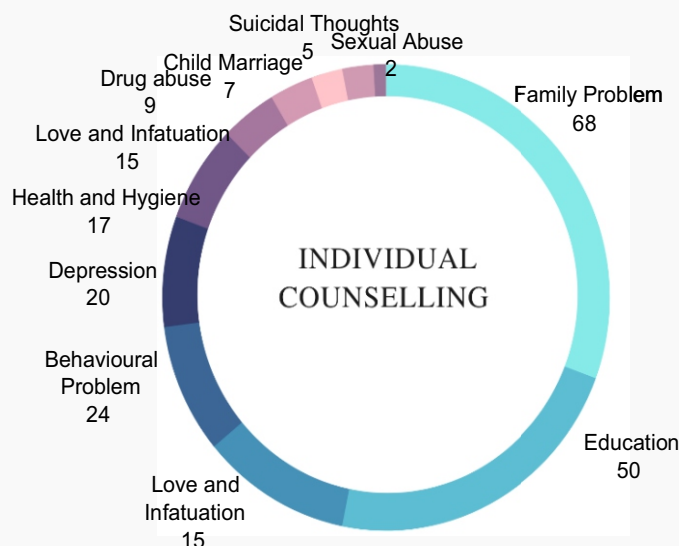 Suicidal Thoughts
5
Sexual Abuse
2
Child Marriage
7
Drug abuse
9
Family Problem
68
Love and Infatuation
15
Health and Hygiene
17
INDIVIDUAL
COUNSELLING
Depression
20
Behavioural
Problem
24
Education
50
Love and
Infatuation
15